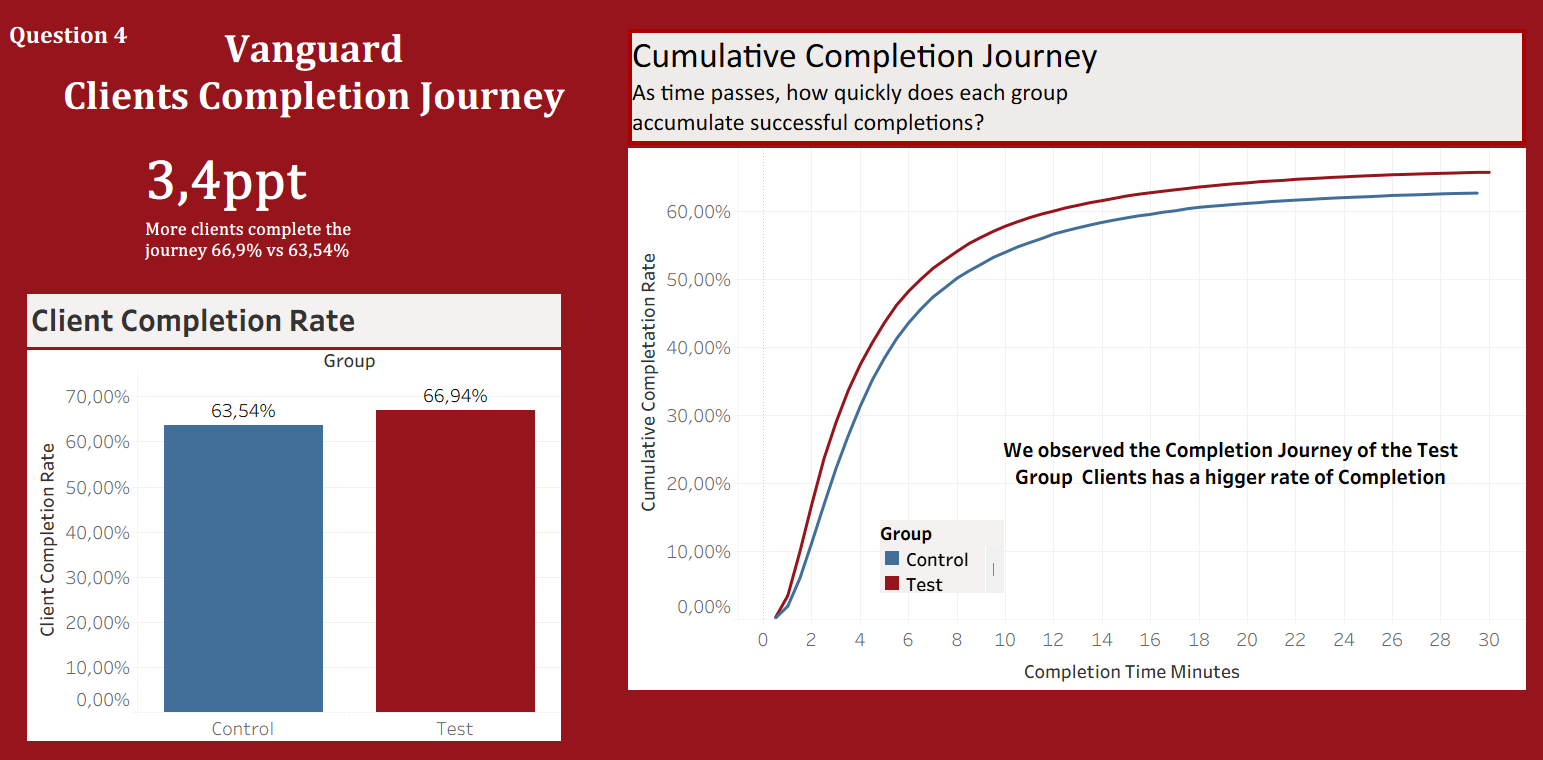 Question 4
Vanguard
Clients Completion Journey
3,4ppt
More clients complete the
journey 66,9% vs 63,54%
Client Completion Rate
Group
Client Completion Rate
70,00%
60,00%
50,00%
40,00%
30,00%
20,00%
10,00%
0,00%
63,54%
66,94%
Control
Test
Cumulative Completion Journey
As time passes, how quickly does each group
accumulate successful completions?
Cumulative Completation Rate
60,00%
50,00%
40,00%
30,00%
20,00%
10,00%
0,00%
We observed the Completion Journey of the Test
Group  Clients has a higger rate of Completion
Group
Control
Test
0 2 4 6 8 10 12 14 16 18 20 22 24 26 28 30
Completion Time Minutes